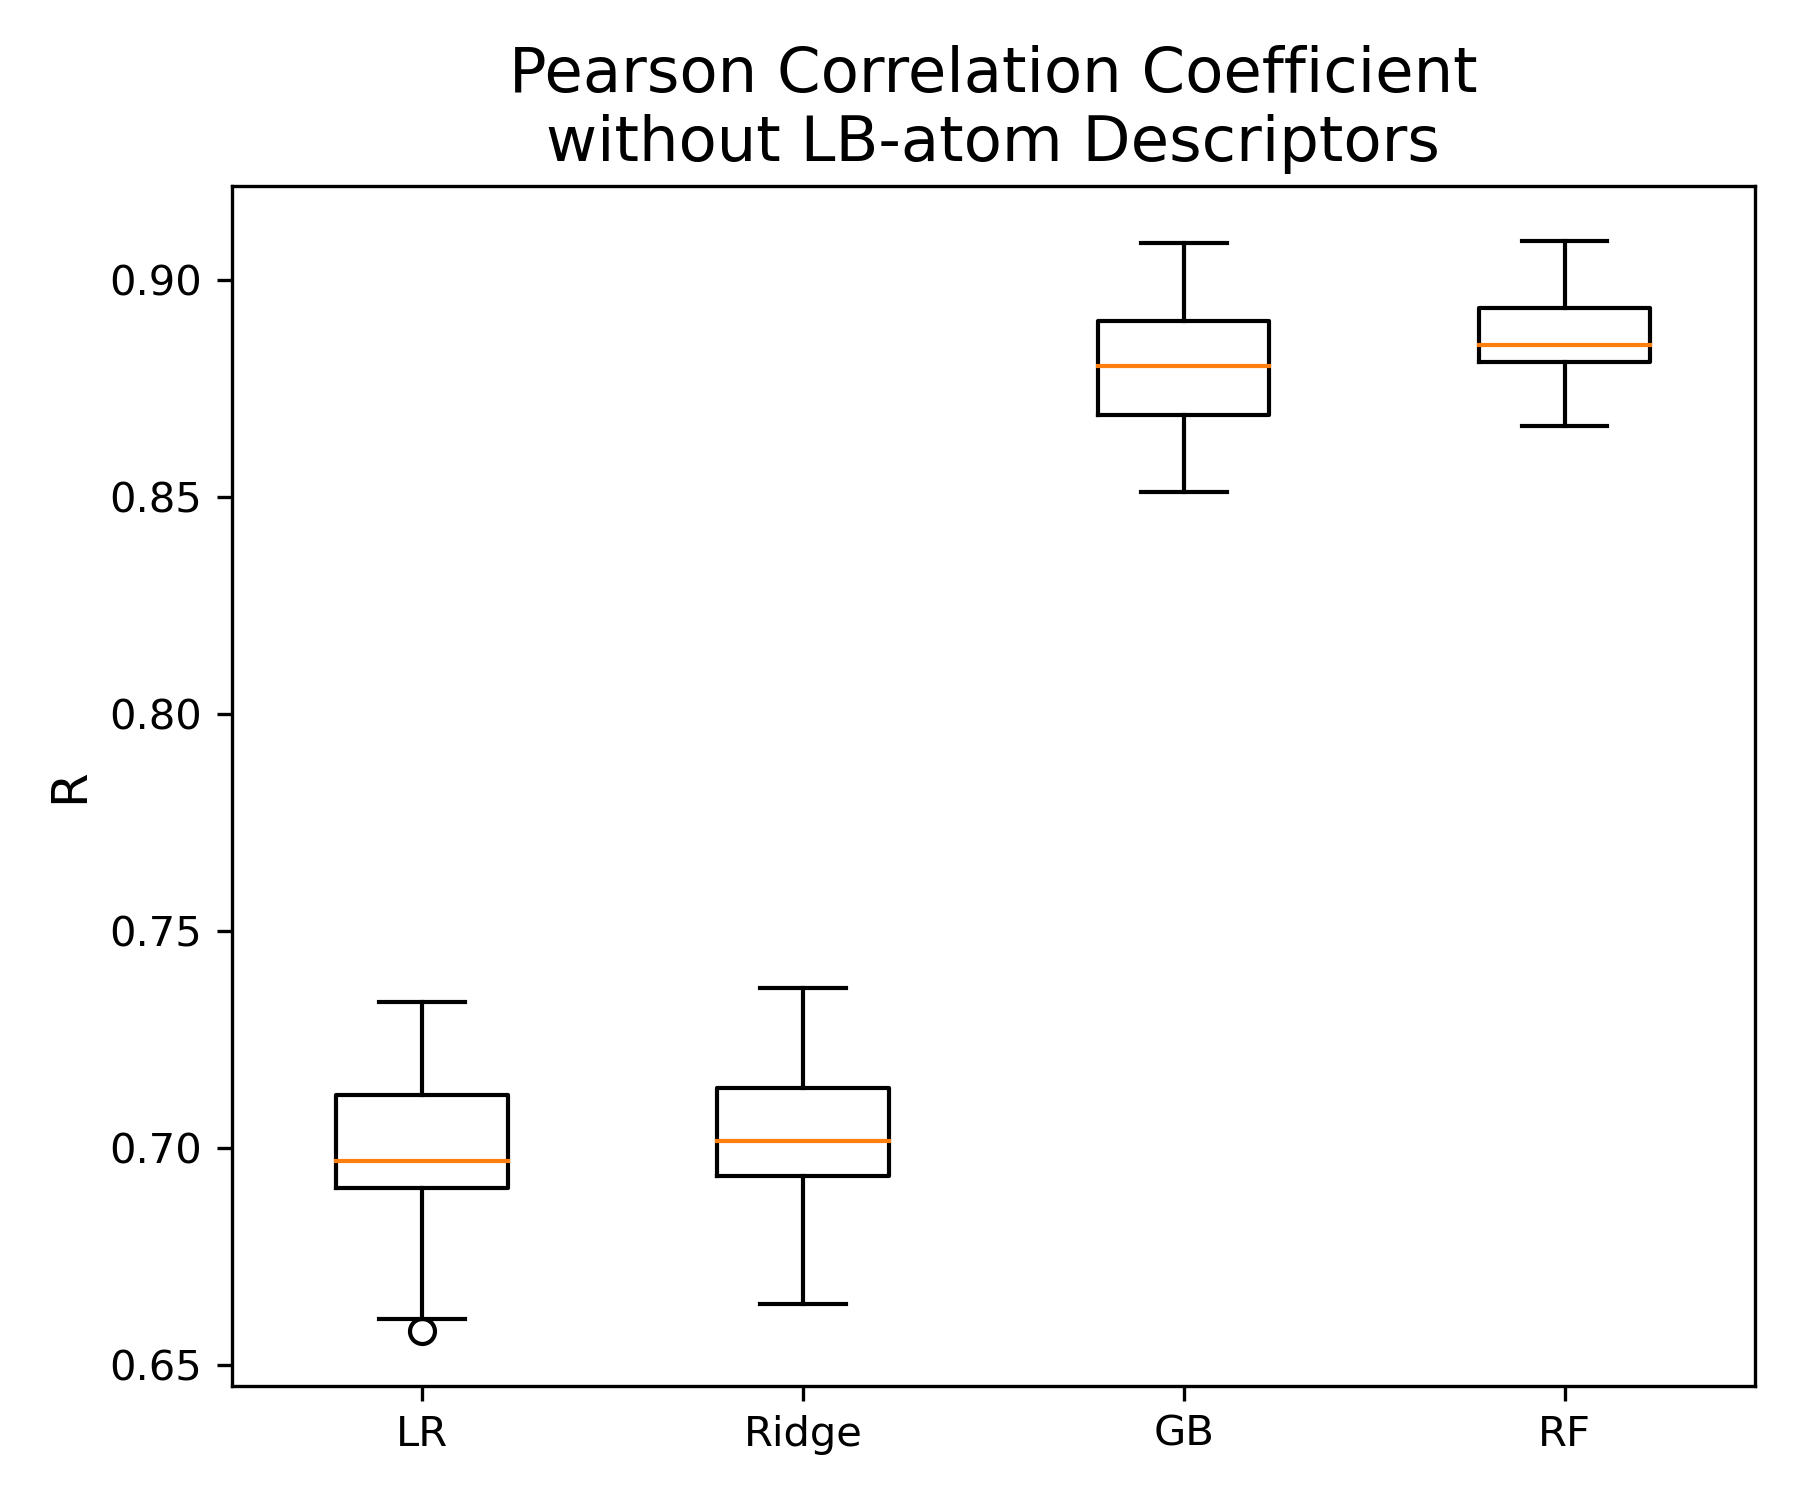 Pearson Correlation Coefficient
without LB-atom Descriptors
0.90
0.85
0.80
0.75
0.70
0.65
R
LR
Ridge
GB
RF